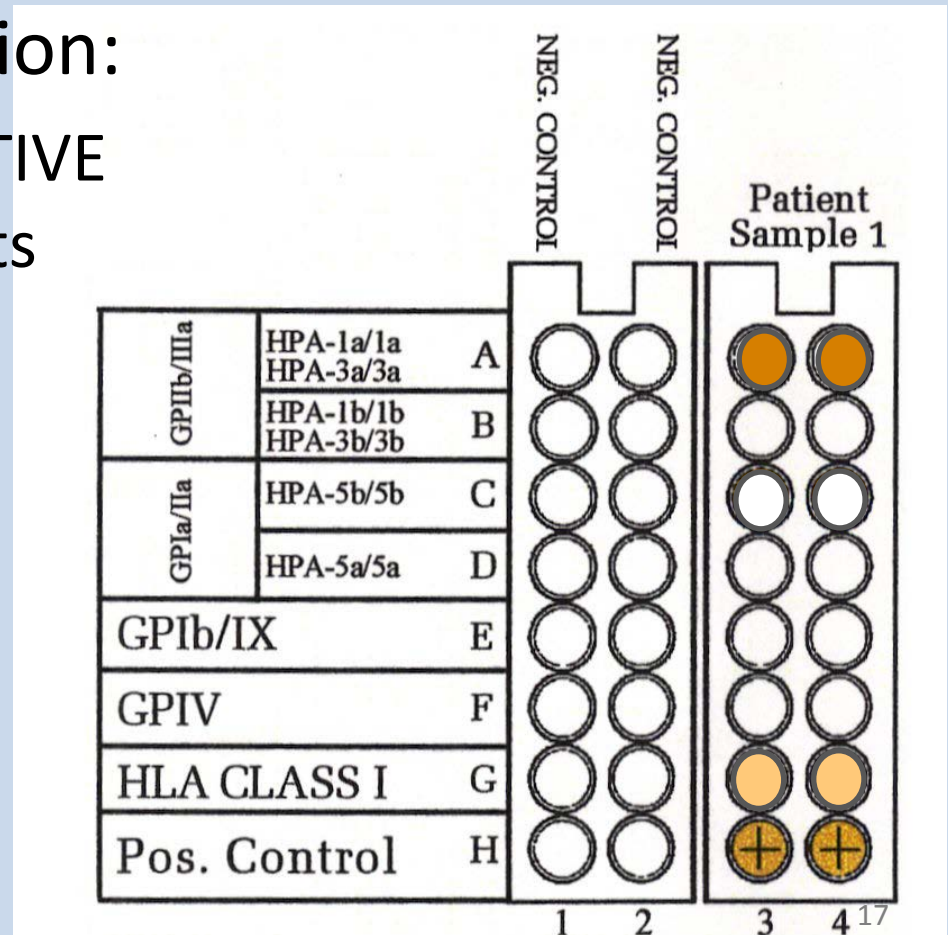 ion:
TIVE
ts
NEG. CONTROL
NEG. CONTROL
Patient
Sample 1
GPIIb/IIIa
HPA-1a/1a
HPA-3a/3a
A
HPA-1b/1b
HPA-3b/3b
B
GPIa/IIa
HPA-5b/5b
C
HPA-5a/5a
D
GPIb/IX
E
GPIV
F
HLA CLASS I
G
Pos. Control
H
+ +
1 2 3 4
17